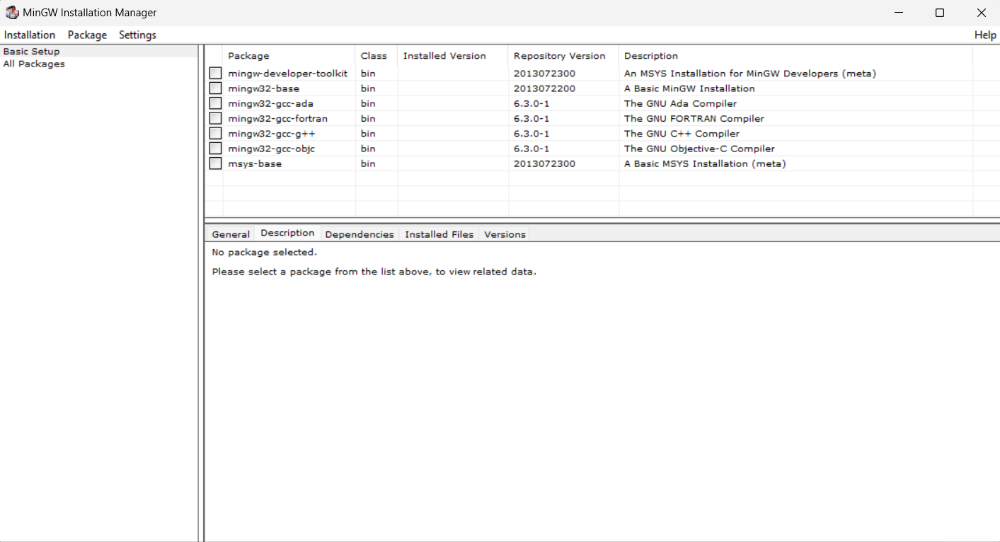 MinGW Installation Manager
Installation Package Settings Help
Basic Setup
All Packages
Package Class Installed Version Repository Version Description
mingw-developer-toolkit bin 2013072300 An MSYS Installation for MinGW Developers (meta)
mingw32-base bin 2013072200 A Basic MinGW Installation
mingw32-gcc-ada bin 6.3.0-1 The GNU Ada Compiler
mingw32-gcc-fortran bin 6.3.0-1 The GNU FORTRAN Compiler
mingw32-gcc-g++ bin 6.3.0-1 The GNU C++ Compiler
mingw32-gcc-objc bin 6.3.0-1 The GNU Objective-C Compiler
msys-base bin 2013072300 A Basic MSYS Installation (meta)
General Description Dependencies Installed Files Versions
No package selected.
Please select a package from the list above, to view related data.